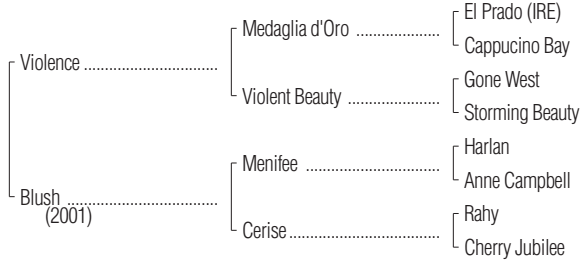 El Prado (IRE)
Medaglia d'Oro ....................
Cappucino Bay
Violence ................................
Gone West
Violent Beauty ......................
Storming Beauty
Harlan
Menifee ................................
Anne Campbell
Blush ....................................
(2001)
Rahy
Cerise ....................................
Cherry Jubilee